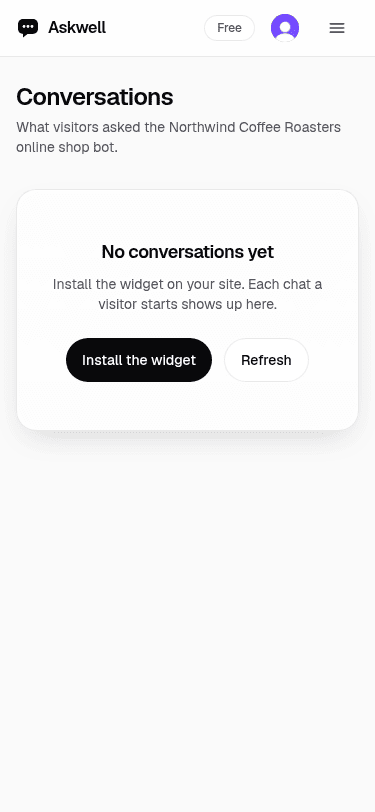 Askwell
Free
Conversations
What visitors asked the Northwind Coffee Roasters
online shop bot.
No conversations yet
Install the widget on your site. Each chat a
visitor starts shows up here.
Install the widget
Refresh